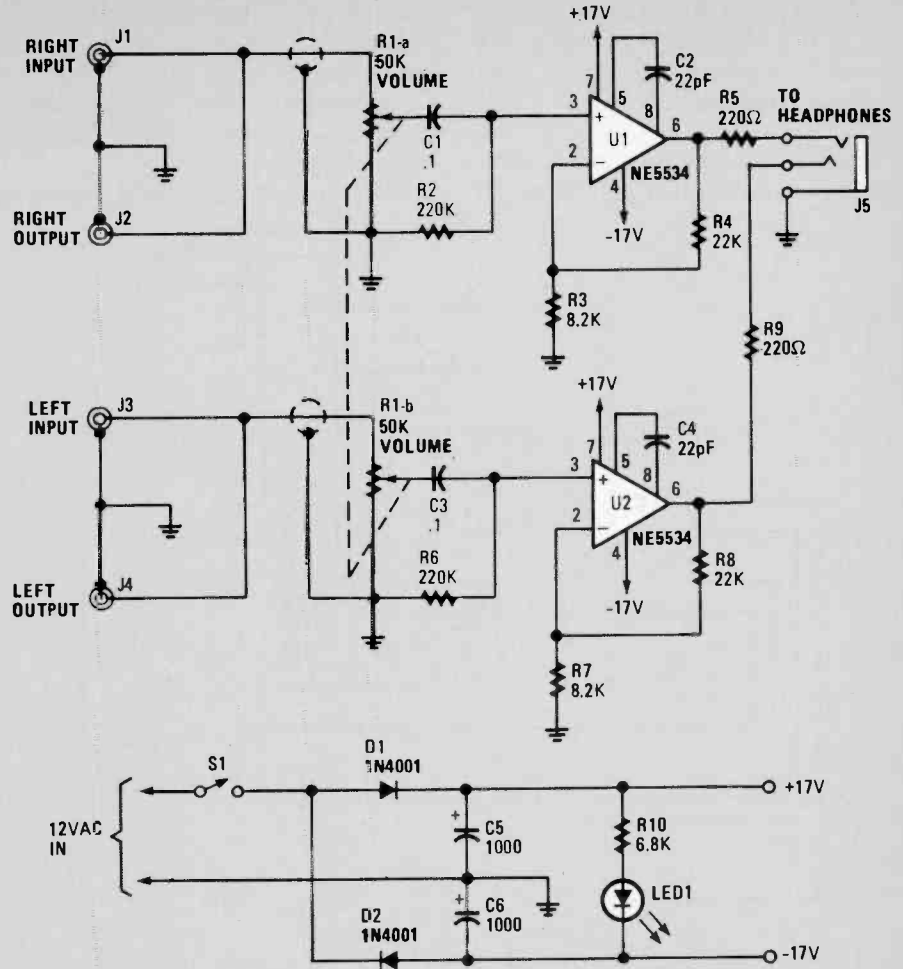 RIGHT
INPUT
J1
RIGHT
OUTPUT
J2
R1-a
50K
VOLUME
C1
.1
R2
220K
+17V
7
5
8
3
+
2
−
6
4
U1
NE5534
-17V
C2
22pF
R5
220Ω
TO
HEADPHONES
J5
R4
22K
R3
8.2K
R9
220Ω
LEFT
INPUT
J3
LEFT
OUTPUT
J4
R1-b
50K
VOLUME
C3
.1
R6
220K
+17V
7
5
8
3
+
2
−
6
4
U2
NE5534
-17V
C4
22pF
R8
22K
R7
8.2K
12VAC
IN
S1
D1
1N4001
+
C5
1000
+
C6
1000
D2
1N4001
R10
6.8K
LED1
+17V
-17V